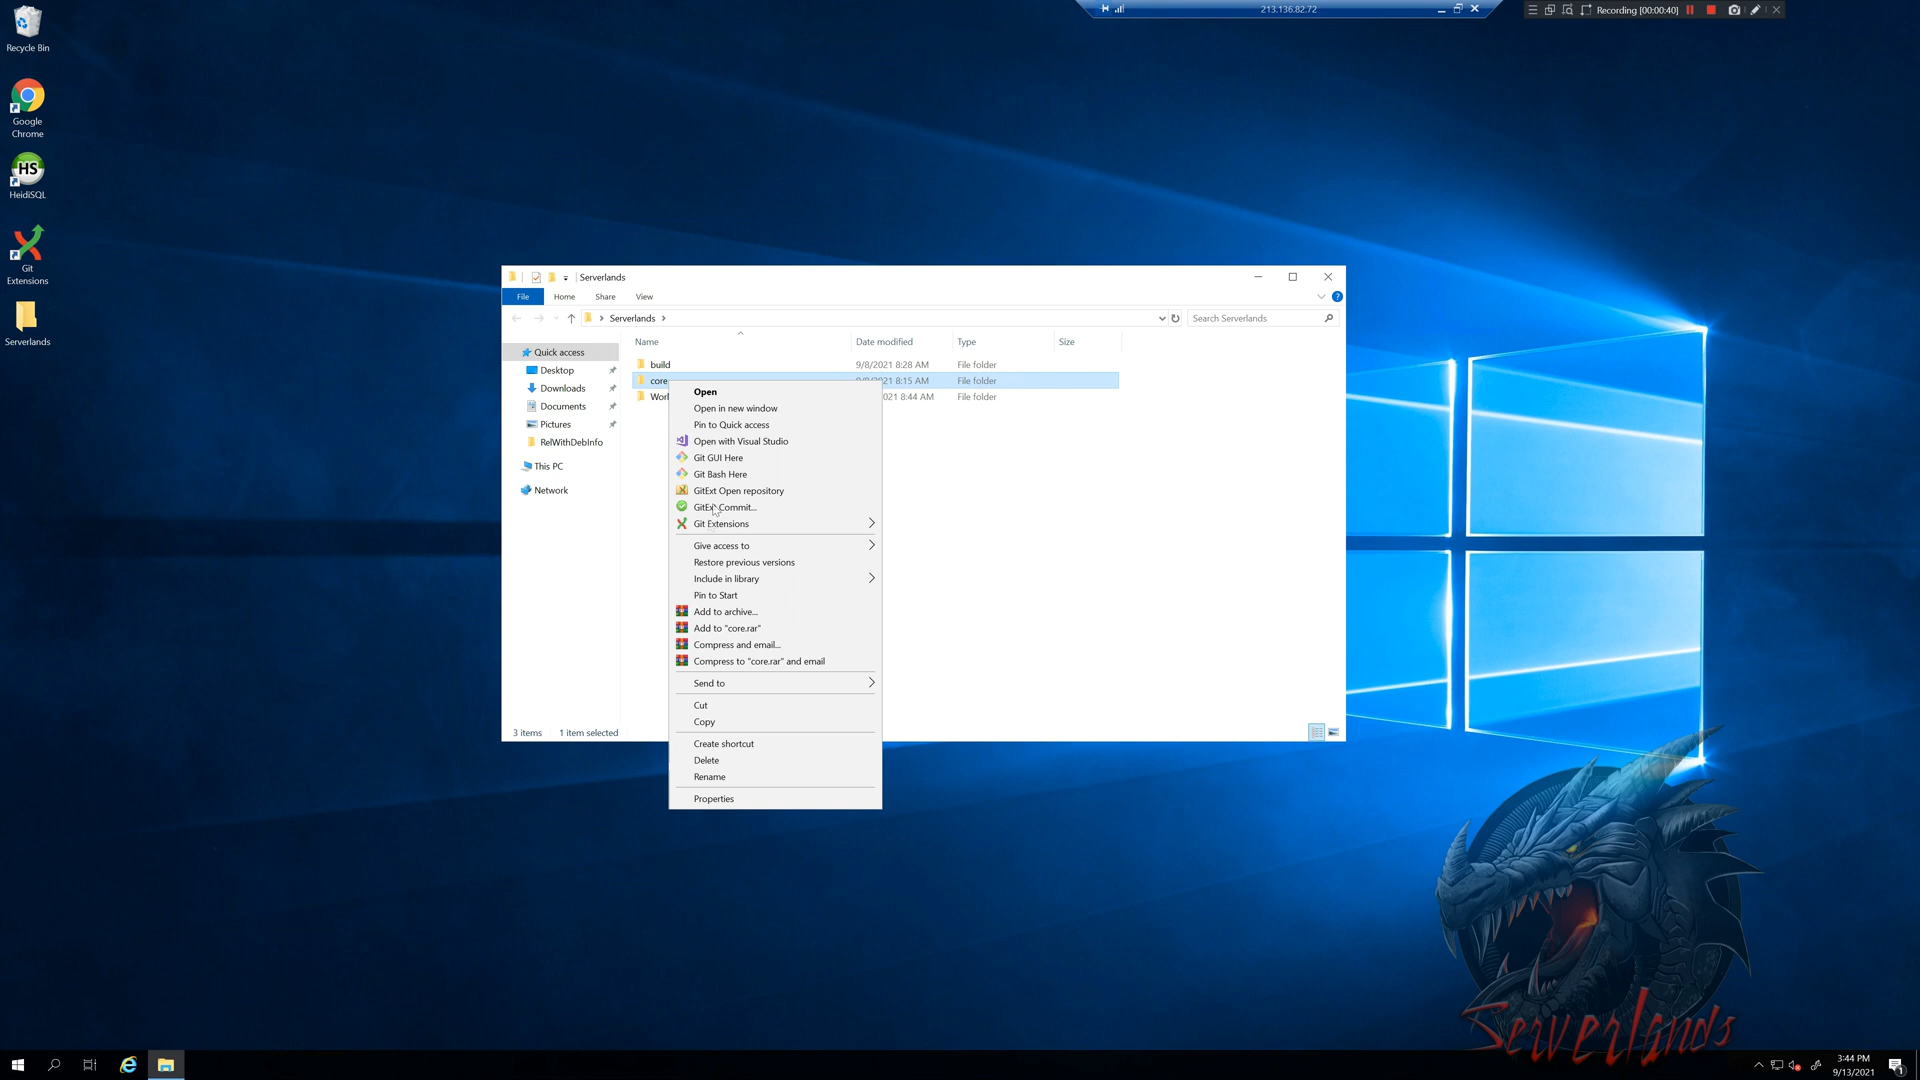 213.136.82.72
Recording [00:00:40]
Recycle Bin
Google
Chrome
HS
HeidiSQL
Git
Extensions
Serverlands
Serverlands
File
Home
Share
View
Serverlands
Search Serverlands
Name
Date modified
Type
Size
Quick access
Desktop
Downloads
Documents
Pictures
RelWithDebInfo
This PC
Network
build
9/8/2021 8:28 AM
File folder
core
9/8/2021 8:15 AM
File folder
021 8:44 AM
File folder
Open
Open in new window
Pin to Quick access
Open with Visual Studio
Git GUI Here
Git Bash Here
GitExt Open repository
GitExt Commit...
Git Extensions
Give access to
Restore previous versions
Include in library
Pin to Start
Add to archive...
Add to "core.rar"
Compress and email...
Compress to "core.rar" and email
Send to
Cut
Copy
Create shortcut
Delete
Rename
Properties
3 items
1 item selected
Serverlands
3:44 PM
9/13/2021
1